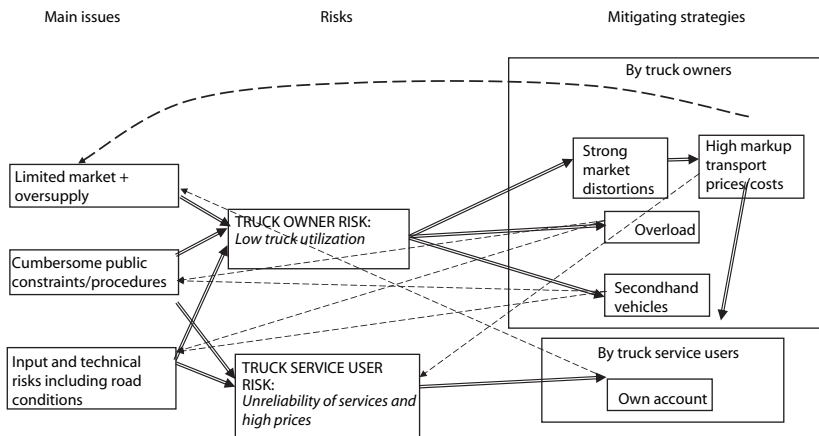 Main issues
Risks
Mitigating strategies
By truck owners
Limited market +
oversupply
Cumbersome public
constraints/procedures
Input and technical
risks including road
conditions
TRUCK OWNER RISK:
Low truck utilization
TRUCK SERVICE USER
RISK:
Unreliability of services and
high prices
Strong
market
distortions
High markup
transport
prices/costs
Overload
Secondhand
vehicles
By truck service users
Own account